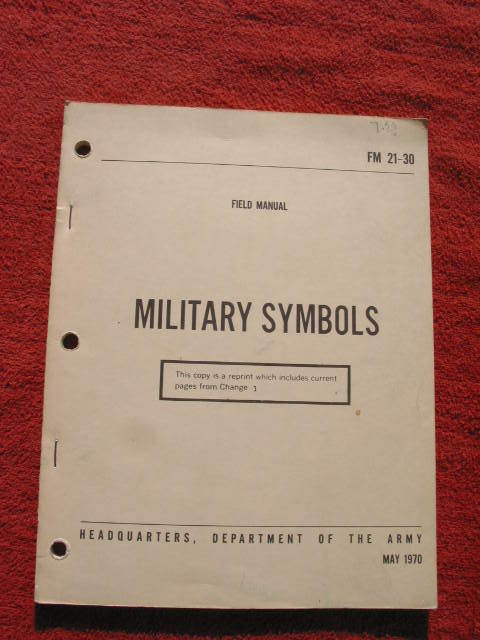 FM 21-30
FIELD MANUAL
MILITARY SYMBOLS
This copy is a reprint which includes current
pages from Change 1
HEADQUARTERS, DEPARTMENT OF THE ARMY
MAY 1970